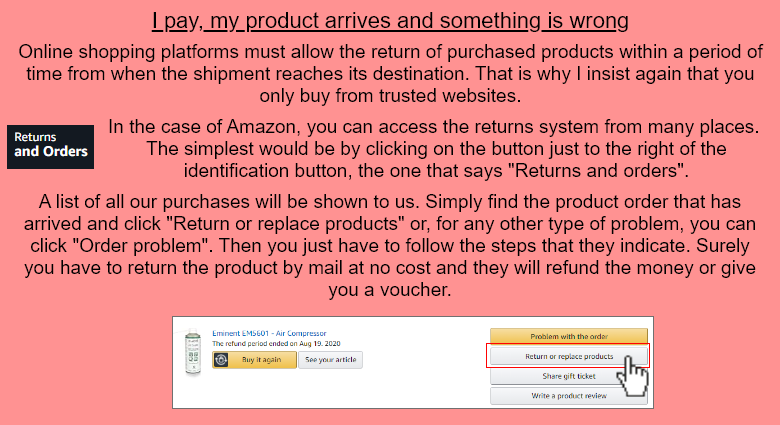 I pay, my product arrives and something is wrong
Online shopping platforms must allow the return of purchased products within a period of
time from when the shipment reaches its destination. That is why I insist again that you
only buy from trusted websites.
Returns
and Orders
In the case of Amazon, you can access the returns system from many places.
The simplest would be by clicking on the button just to the right of the
identification button, the one that says "Returns and orders".
A list of all our purchases will be shown to us. Simply find the product order that has
arrived and click "Return or replace products" or, for any other type of problem, you can
click "Order problem". Then you just have to follow the steps that they indicate. Surely
you have to return the product by mail at no cost and they will refund the money or give
you a voucher.
Eminent EM5601 - Air Compressor
The refund period ended on Aug 19, 2020
Buy it again
See your article
Problem with the order
Return or replace products
Share gift ticket
Write a product review